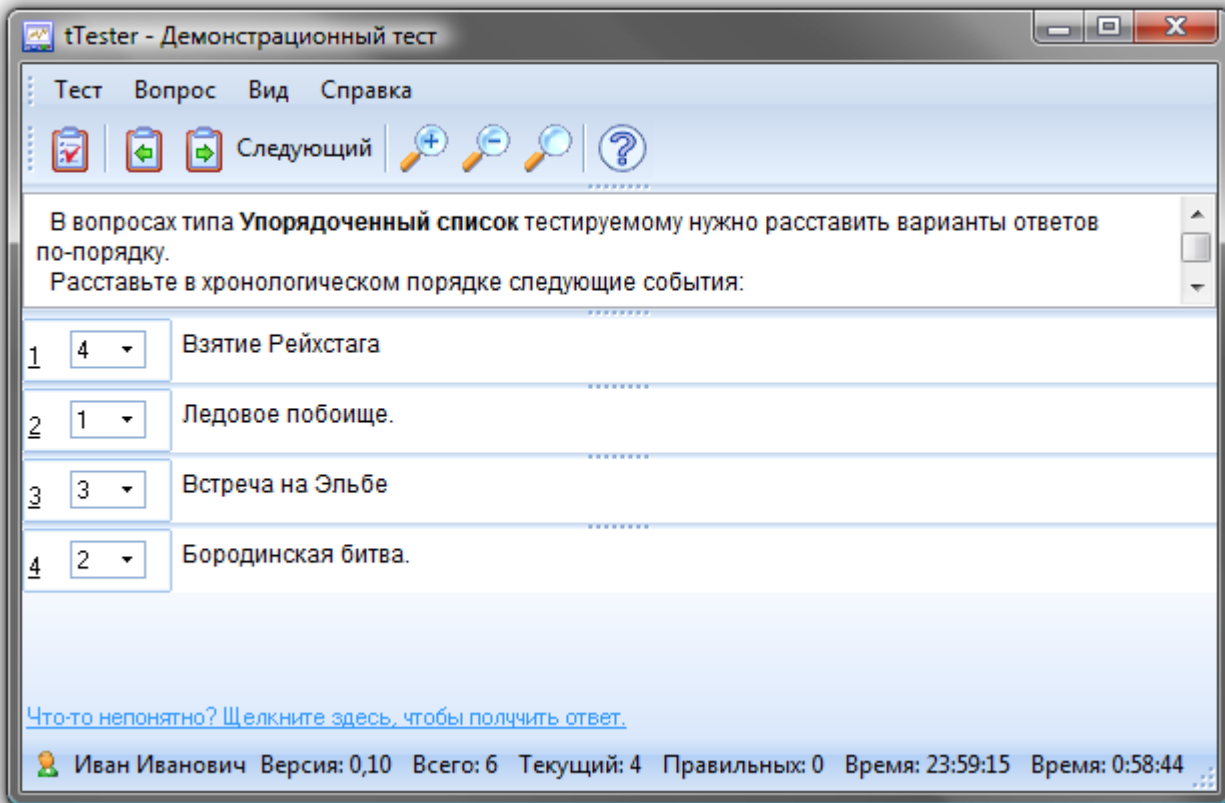 tTester - Демонстрационный тест
Тест Вопрос Вид Справка
Следующий
В вопросах типа Упорядоченный список тестируемому нужно расставить варианты ответов
по-порядку.
Расставьте в хронологическом порядке следующие события:
1 4 Взятие Рейхстага
2 1 Ледовое побоище.
3 3 Встреча на Эльбе
4 2 Бородинская битва.
Что-то непонятно? Щелкните здесь, чтобы полччить ответ.
Иван Иванович Версия: 0,10 Всего: 6 Текущий: 4 Правильных: 0 Время: 23:59:15 Время: 0:58:44